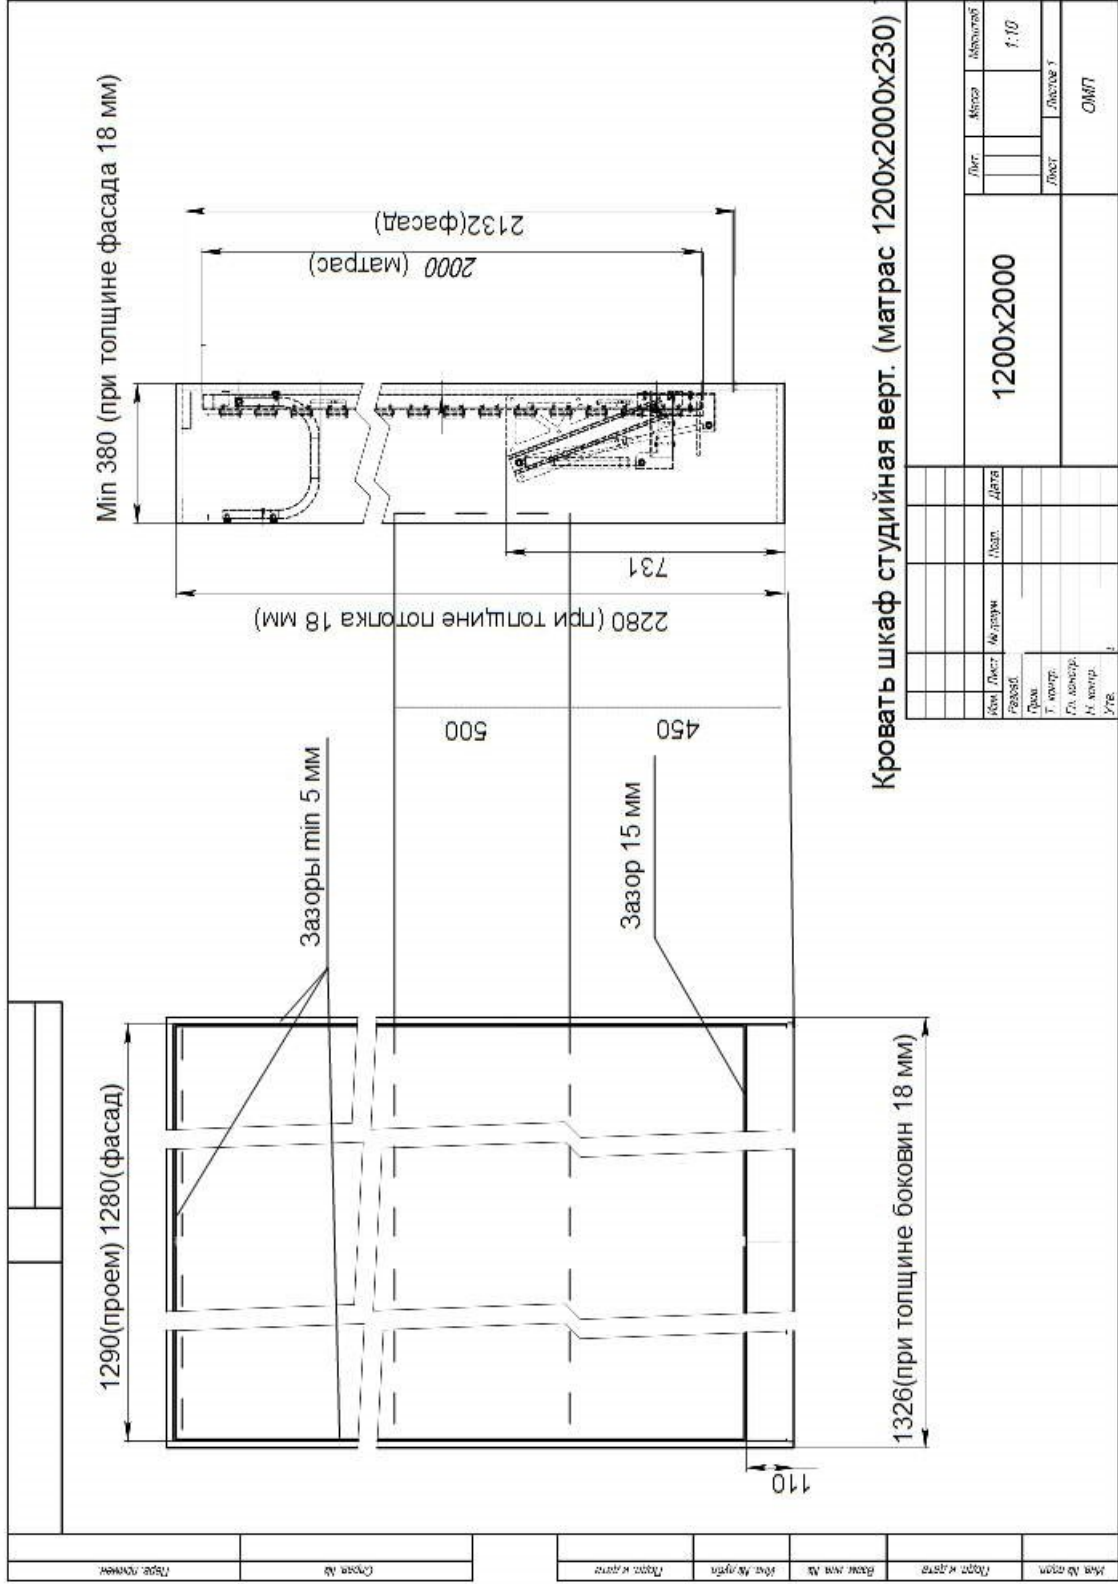 Min 380 (при толщине фасада 18 мм)
2132(фасад)
2000 (матрас)
731
2280 (при толщине потолка 18 мм)
500
450
Зазоры min 5 мм
Зазор 15 мм
1290(проем) 1280(фасад)
1326(при толщине боковин 18 мм)
110
Кровать шкаф студийная верт. (матрас 1200х2000х230)
1200х2000
Лит. Масса Масштаб
1:10
Лист Листов 1
ОМП
Изм. Лист № докум. Подп. Дата
Разраб.
Пров.
Т. контр.
Гл. констр.
Н. контр.
Утв.
Перв. примен.
Справ. №
Подп. и дата
Инв. № дубл.
Взам. инв. №
Подп. и дата
Инв. № подл.